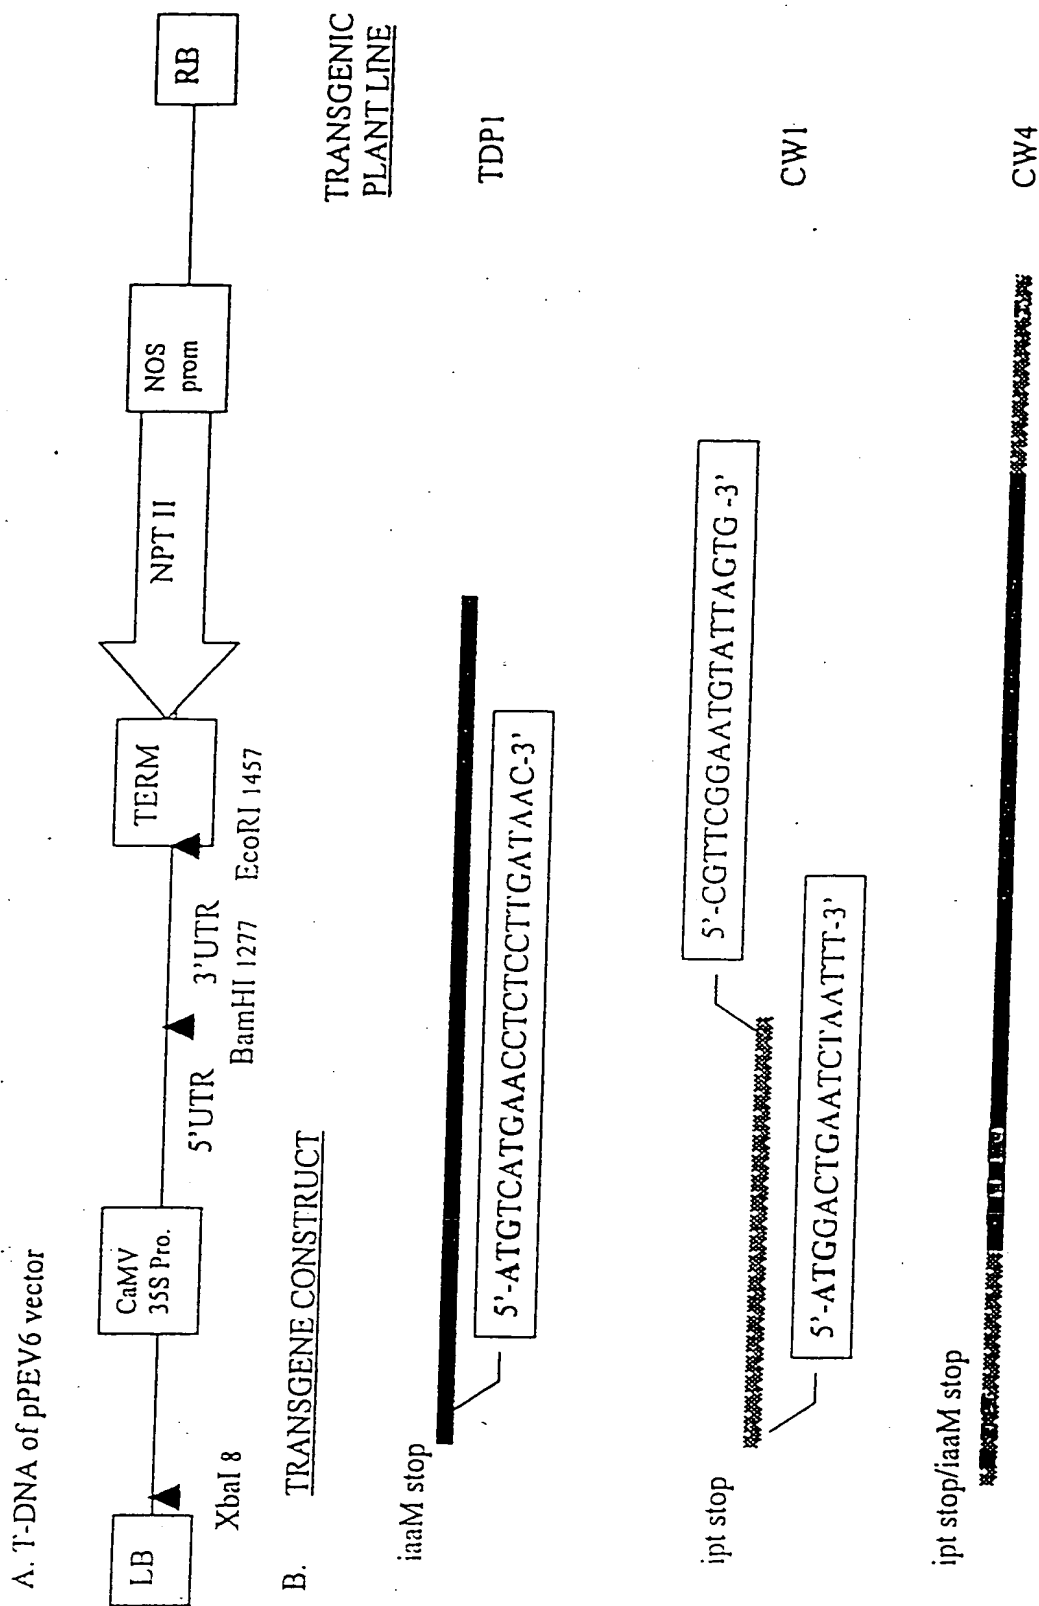 A. T-DNA of pPEV6 vector
LB
CaMV
35S Pro.
TERM
NPT II
NOS
prom
RB
XbaI 8
5'UTR
3'UTR
BamHI 1277
EcoRI 1457
B. TRANSGENE CONSTRUCT
TRANSGENIC
PLANT LINE
iaaM stop
TDP1
5'-ATGTCATGAACCTCTCCTTGATAAC-3'
ipt stop
5'-CGTTCGGAATGTATTAGTG -3'
CW1
5'-ATGGACTGAATCTAATTT-3'
ipt stop/iaaM stop
CW4